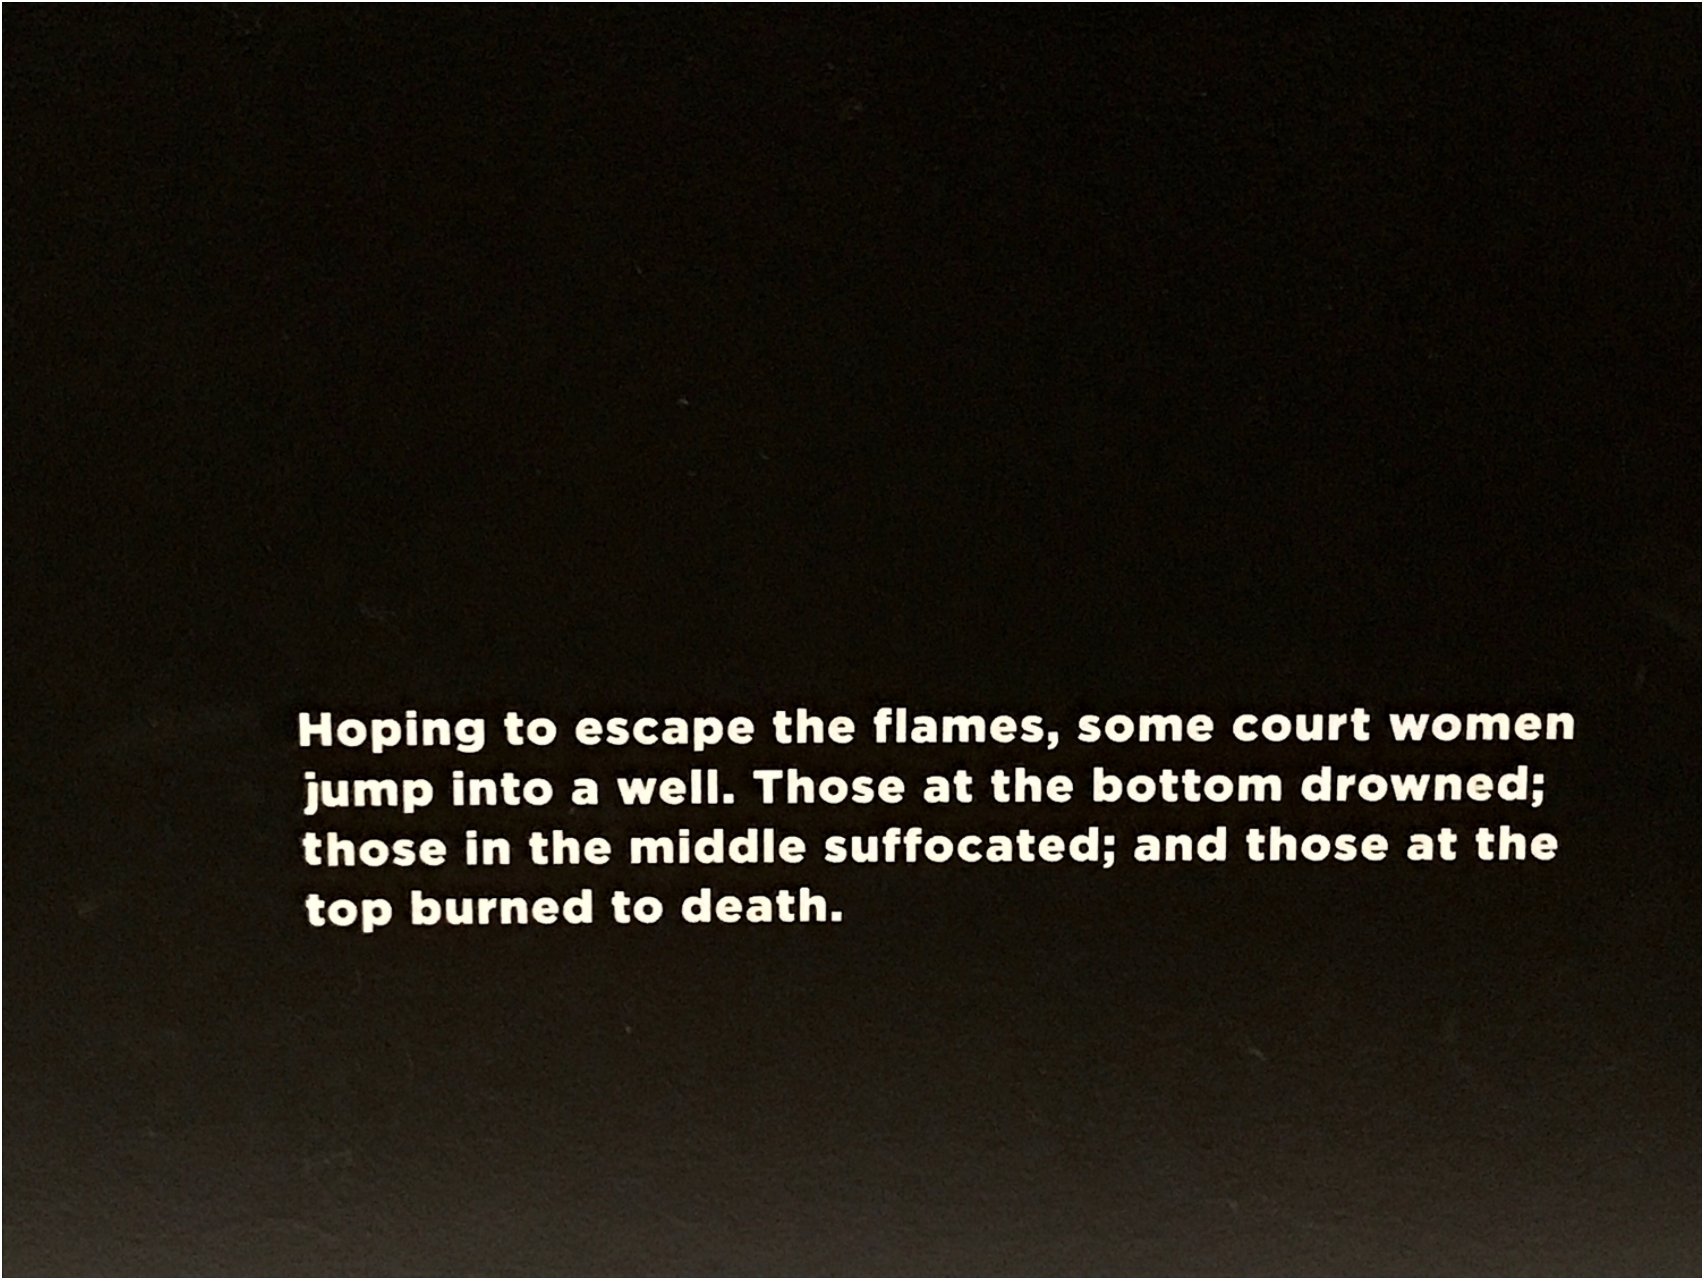 Hoping to escape the flames, some court women
jump into a well. Those at the bottom drowned;
those in the middle suffocated; and those at the
top burned to death.